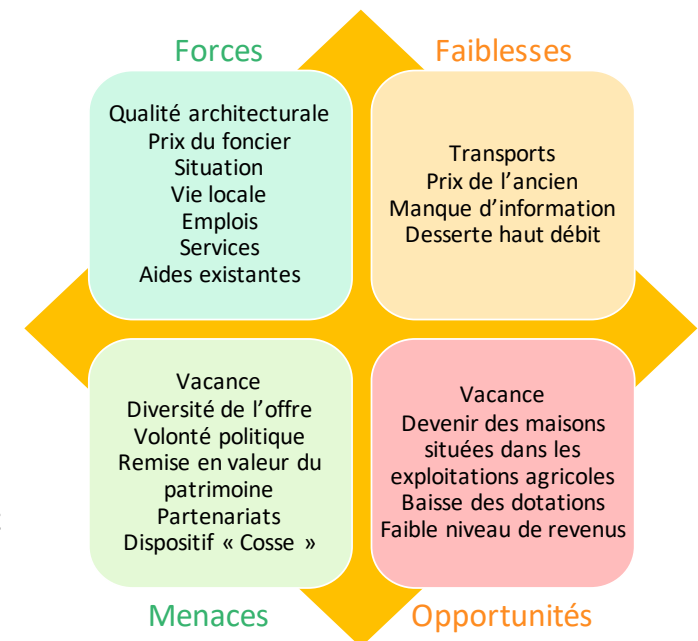 Forces
Faiblesses
Qualité architecturale
Prix du foncier
Situation
Vie locale
Emplois
Services
Aides existantes
Transports
Prix de l’ancien
Manque d’information
Desserte haut débit
Vacance
Diversité de l’offre
Volonté politique
Remise en valeur du
patrimoine
Partenariats
Dispositif « Cosse »
Vacance
Devenir des maisons
situées dans les
exploitations agricoles
Baisse des dotations
Faible niveau de revenus
Menaces
Opportunités